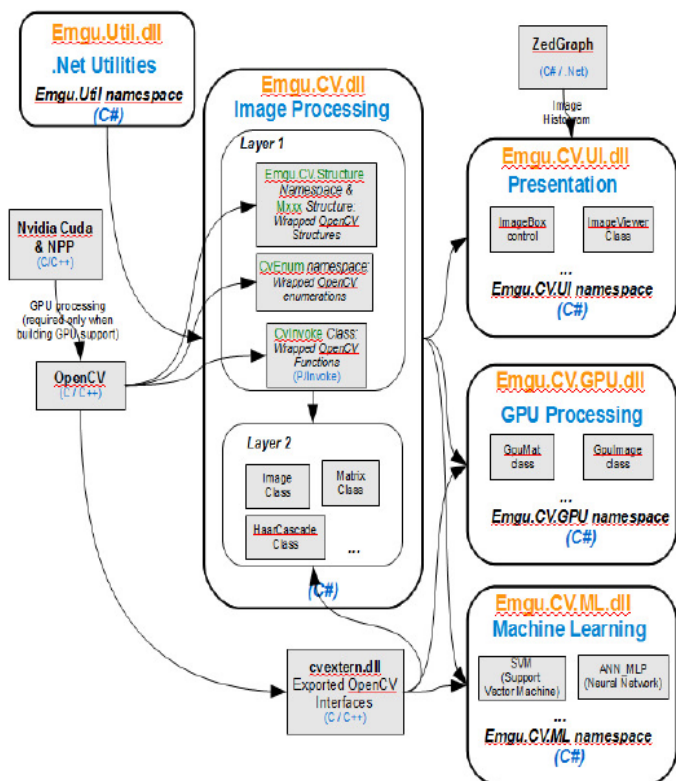 Emgu.Util.dll
.Net Utilities
Emgu.Util namespace
(C#)
ZedGraph
(C# / .Net)
Image
Histogram
Emgu.CV.dll
Image Processing
Layer 1
Emgu.CV.Structure
Namespace &
Mxxx Structure:
Wrapped OpenCV
Structures
CvEnum namespace:
Wrapped OpenCV
enumerations
CvInvoke Class:
Wrapped OpenCV
Functions
(P/Invoke)
Layer 2
Image
Class
Matrix
Class
HaarCascade
Class
...
(C#)
Nvidia Cuda
& NPP
(C/C++)
GPU processing
(required only when
building GPU support)
OpenCV
(C / C++)
cvextern.dll
Exported OpenCV
Interfaces
(C / C++)
Emgu.CV.UI.dll
Presentation
ImageBox
control
ImageViewer
Class
...
Emgu.CV.UI namespace
(C#)
Emgu.CV.GPU.dll
GPU Processing
GpuMat
class
GpuImage
class
...
Emgu.CV.GPU namespace
(C#)
Emgu.CV.ML.dll
Machine Learning
SVM
(Support
Vector Machine)
ANN_MLP
(Neural Network)
...
Emgu.CV.ML namespace
(C#)